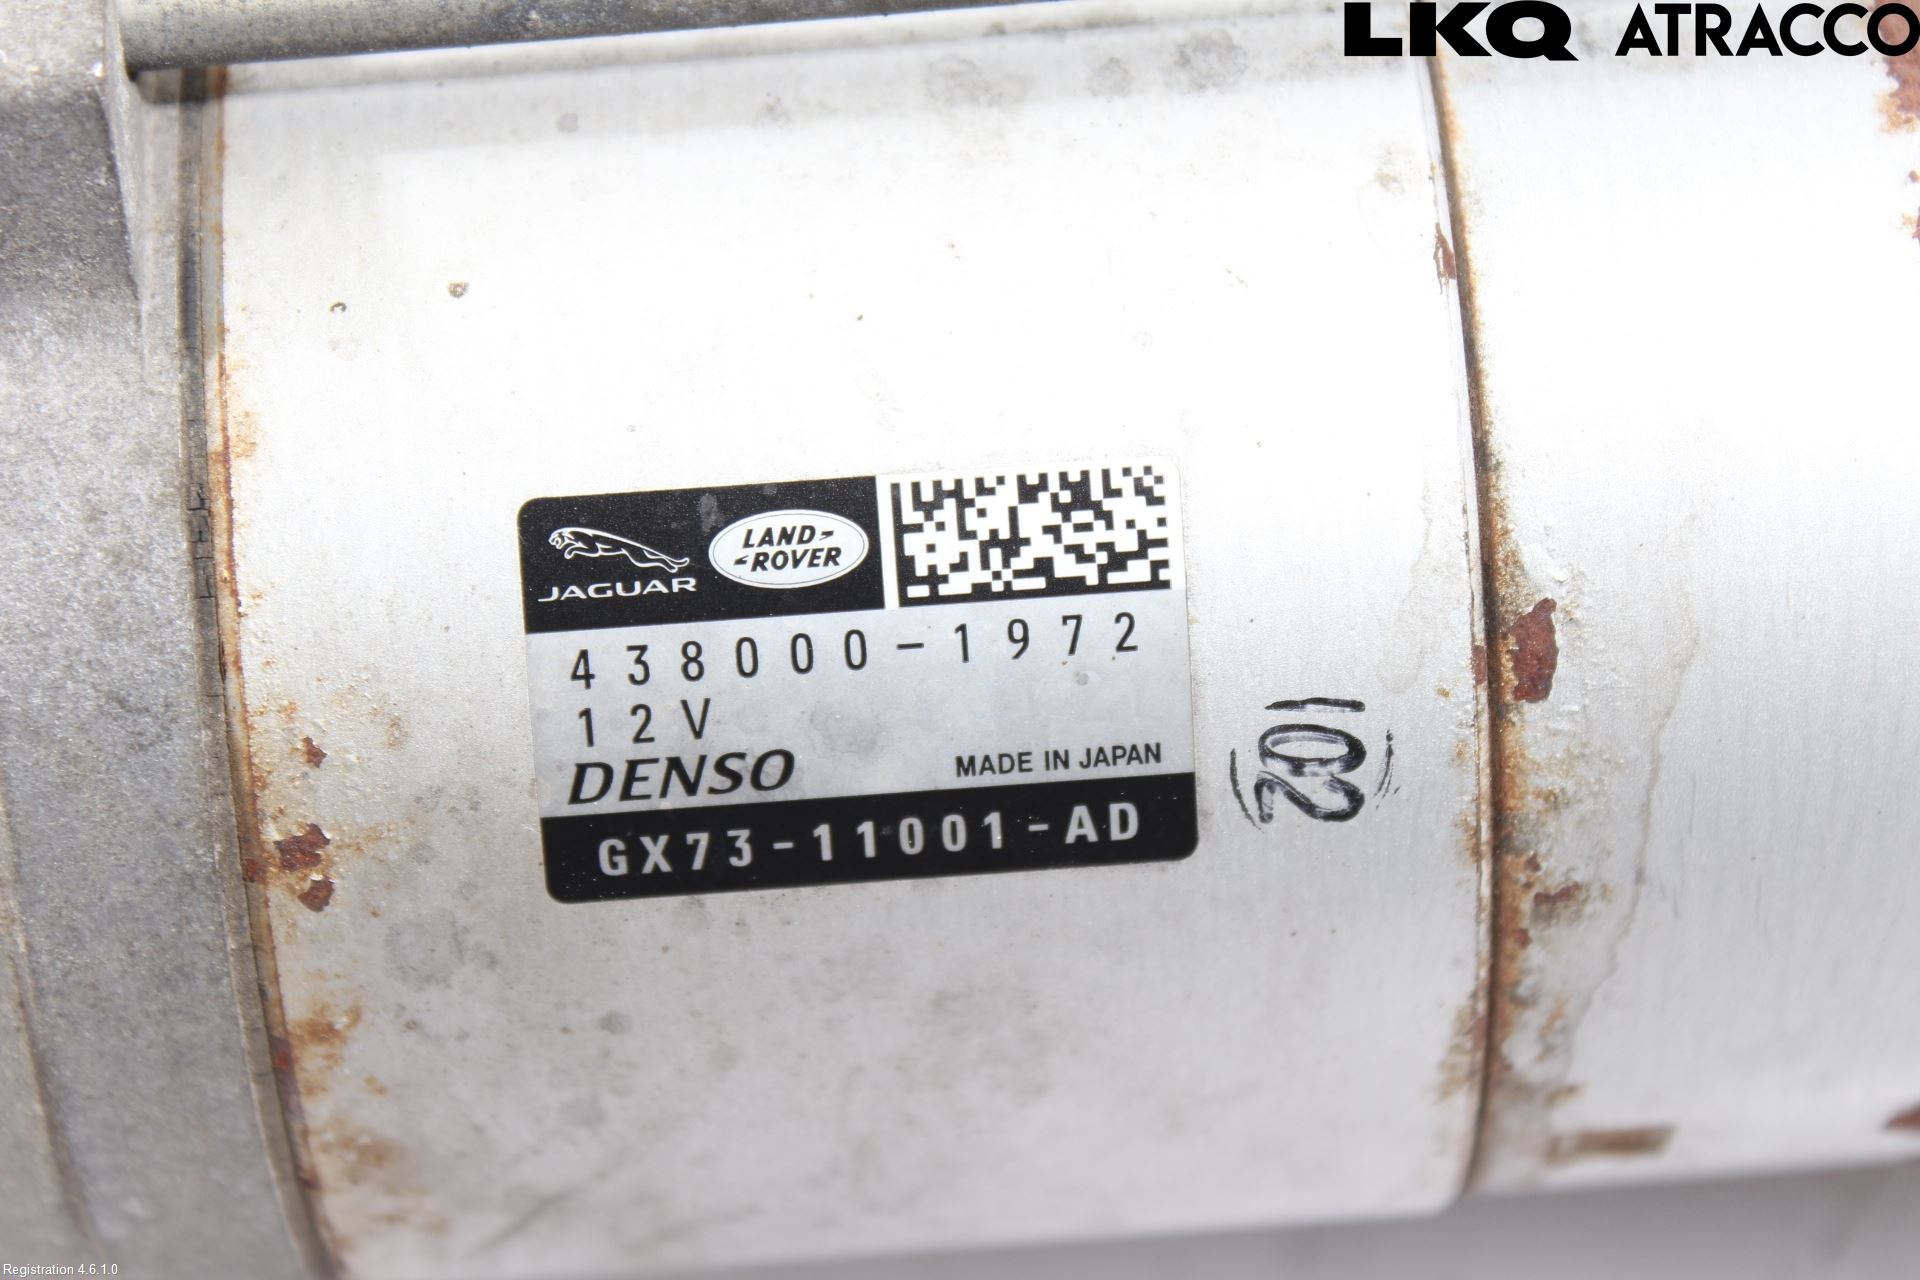 LKQ ATRACCO
JAGUAR
LAND
ROVER
438000-1972
12V
DENSO
MADE IN JAPAN
GX73-11001-AD
(102)
Registration 4.6.1.0